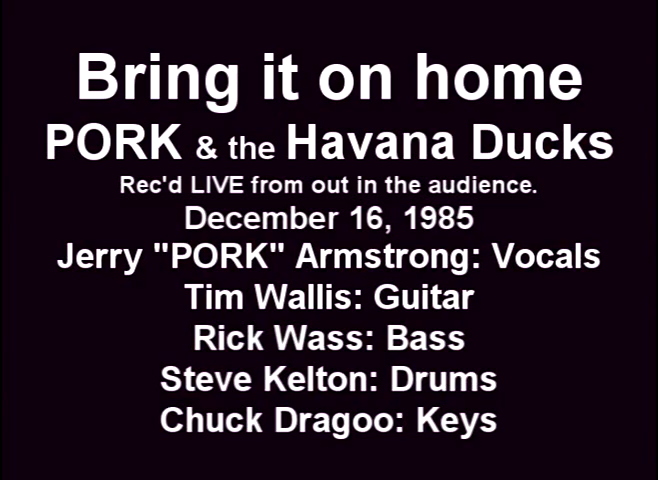 Bring it on home
PORK & the Havana Ducks
Rec'd LIVE from out in the audience.
December 16, 1985
Jerry "PORK" Armstrong: Vocals
Tim Wallis: Guitar
Rick Wass: Bass
Steve Kelton: Drums
Chuck Dragoo: Keys